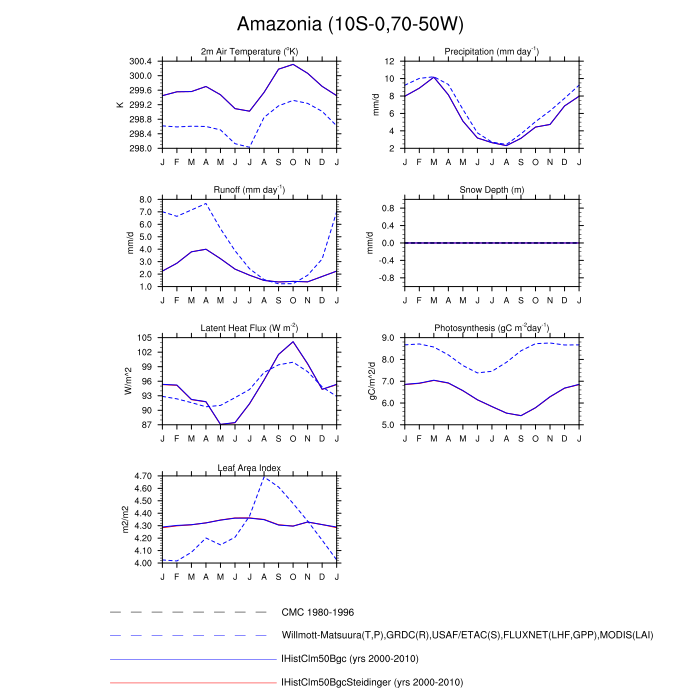 Amazonia (10S-0,70-50W)
2m Air Temperature (°K)
300.4
300.0
299.6
299.2
298.8
298.4
298.0
K
J F M A M J J A S O N D J
Precipitation (mm day-1)
12
10
8
6
4
2
mm/d
J F M A M J J A S O N D J
Runoff (mm day-1)
8.0
7.0
6.0
5.0
4.0
3.0
2.0
1.0
mm/d
J F M A M J J A S O N D J
Snow Depth (m)
0.8
0.4
0.0
-0.4
-0.8
mm/d
J F M A M J J A S O N D J
Latent Heat Flux (W m-2)
105
102
99
96
93
90
87
W/m^2
J F M A M J J A S O N D J
Photosynthesis (gC m-2day-1)
9.0
8.0
7.0
6.0
5.0
gC/m^2/d
J F M A M J J A S O N D J
Leaf Area Index
4.70
4.60
4.50
4.40
4.30
4.20
4.10
4.00
m2/m2
J F M A M J J A S O N D J
CMC 1980-1996
Willmott-Matsuura(T,P),GRDC(R),USAF/ETAC(S),FLUXNET(LHF,GPP),MODIS(LAI)
IHistClm50Bgc (yrs 2000-2010)
IHistClm50BgcSteidinger (yrs 2000-2010)